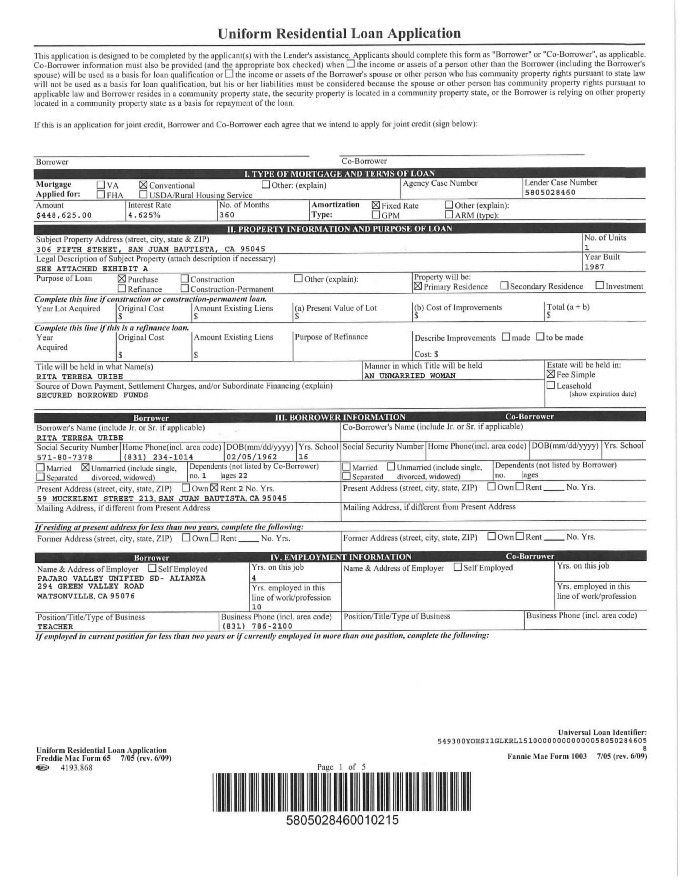 Uniform Residential Loan Application
This application is designed to be completed by the applicant(s) with the Lender's assistance. Applicants should complete this form as "Borrower" or "Co-Borrower", as applicable.
Co-Borrower information must also be provided (and the appropriate box checked) when ☐ the income or assets of a person other than the Borrower (including the Borrower's
spouse) will be used as a basis for loan qualification or ☐ the income or assets of the Borrower's spouse or other person who has community property rights pursuant to state law
will not be used as a basis for loan qualification, but his or her liabilities must be considered because the spouse or other person has community property rights pursuant to
applicable law and Borrower resides in a community property state, the security property is located in a community property state, or the Borrower is relying on other property
located in a community property state as a basis for repayment of the loan.
If this is an application for joint credit, Borrower and Co-Borrower each agree that we intend to apply for joint credit (sign below):
Borrower Co-Borrower
I. TYPE OF MORTGAGE AND TERMS OF LOAN
Mortgage ☐ VA ☒ Conventional ☐ Other: (explain) Agency Case Number Lender Case Number
Applied for: ☐ FHA ☐ USDA/Rural Housing Service 5805028460
Amount Interest Rate No. of Months Amortization ☒ Fixed Rate ☐ Other (explain):
$448,625.00 4.625% 360 Type: ☐ GPM ☐ ARM (type):
II. PROPERTY INFORMATION AND PURPOSE OF LOAN
Subject Property Address (street, city, state & ZIP) No. of Units
306 FIFTH STREET, SAN JUAN BAUTISTA, CA 95045 1
Legal Description of Subject Property (attach description if necessary) Year Built
SEE ATTACHED EXHIBIT A 1987
Purpose of Loan ☒ Purchase ☐ Construction ☐ Other (explain): Property will be:
☐ Refinance ☐ Construction-Permanent ☒ Primary Residence ☐ Secondary Residence ☐ Investment
Complete this line if construction or construction-permanent loan.
Year Lot Acquired Original Cost Amount Existing Liens (a) Present Value of Lot (b) Cost of Improvements Total (a + b)
$ $ $ $ $
Complete this line if this is a refinance loan.
Year Original Cost Amount Existing Liens Purpose of Refinance Describe Improvements ☐ made ☐ to be made
Acquired
$ $ Cost: $
Title will be held in what Name(s) Manner in which Title will be held Estate will be held in:
RITA TERESA URIBE AN UNMARRIED WOMAN ☒ Fee Simple
Source of Down Payment, Settlement Charges, and/or Subordinate Financing (explain) ☐ Leasehold
SECURED BORROWED FUNDS (show expiration date)
Borrower III. BORROWER INFORMATION Co-Borrower
Borrower's Name (include Jr. or Sr. if applicable) Co-Borrower's Name (include Jr. or Sr. if applicable)
RITA TERESA URIBE
Social Security Number Home Phone(incl. area code) DOB(mm/dd/yyyy) Yrs. School Social Security Number Home Phone(incl. area code) DOB(mm/dd/yyyy) Yrs. School
571-80-7378 (831) 234-1014 02/05/1962 16
☐ Married ☒ Unmarried (include single, Dependents (not listed by Co-Borrower) ☐ Married ☐ Unmarried (include single, Dependents (not listed by Borrower)
☐ Separated divorced, widowed) no. 1 ages 22 ☐ Separated divorced, widowed) no. ages
Present Address (street, city, state, ZIP) ☐ Own ☒ Rent 2 No. Yrs. Present Address (street, city, state, ZIP) ☐ Own ☐ Rent ____ No. Yrs.
59 MUCKELEMI STREET 213, SAN JUAN BAUTISTA, CA 95045
Mailing Address, if different from Present Address Mailing Address, if different from Present Address
If residing at present address for less than two years, complete the following:
Former Address (street, city, state, ZIP) ☐ Own ☐ Rent ____ No. Yrs. Former Address (street, city, state, ZIP) ☐ Own ☐ Rent ____ No. Yrs.
Borrower IV. EMPLOYMENT INFORMATION Co-Borrower
Name & Address of Employer ☐ Self Employed Yrs. on this job Name & Address of Employer ☐ Self Employed Yrs. on this job
PAJARO VALLEY UNIFIED SD- ALIANZA 4
294 GREEN VALLEY ROAD Yrs. employed in this Yrs. employed in this
WATSONVILLE, CA 95076 line of work/profession line of work/profession
10
Position/Title/Type of Business Business Phone (incl. area code) Position/Title/Type of Business Business Phone (incl. area code)
TEACHER (831) 786-2100
If employed in current position for less than two years or if currently employed in more than one position, complete the following:
Universal Loan Identifier:
549300YOHSI1GLKRL1510000000000000058050284605
8
Uniform Residential Loan Application
Freddie Mac Form 65 7/05 (rev. 6/09) Fannie Mae Form 1003 7/05 (rev. 6/09)
4193.868 Page 1 of 5
5805028460010215